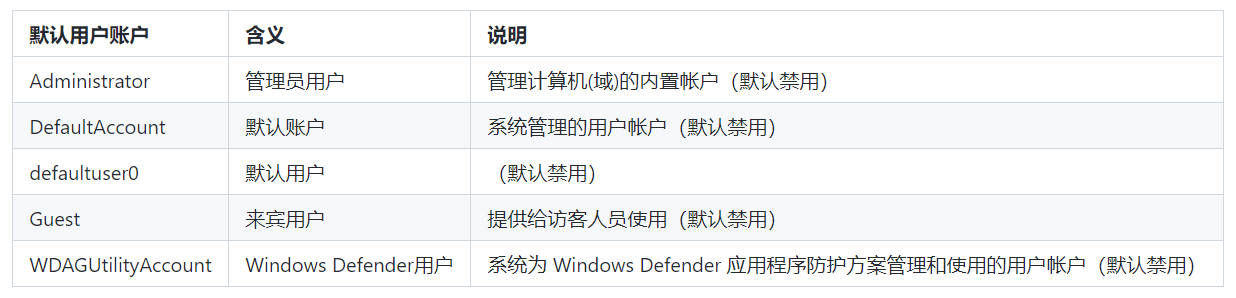 默认用户账户 含义 说明
Administrator 管理员用户 管理计算机(域)的内置帐户（默认禁用）
DefaultAccount 默认账户 系统管理的用户帐户（默认禁用）
defaultuser0 默认用户 （默认禁用）
Guest 来宾用户 提供给访客人员使用（默认禁用）
WDAGUtilityAccount Windows Defender用户 系统为 Windows Defender 应用程序防护方案管理和使用的用户帐户（默认禁用）